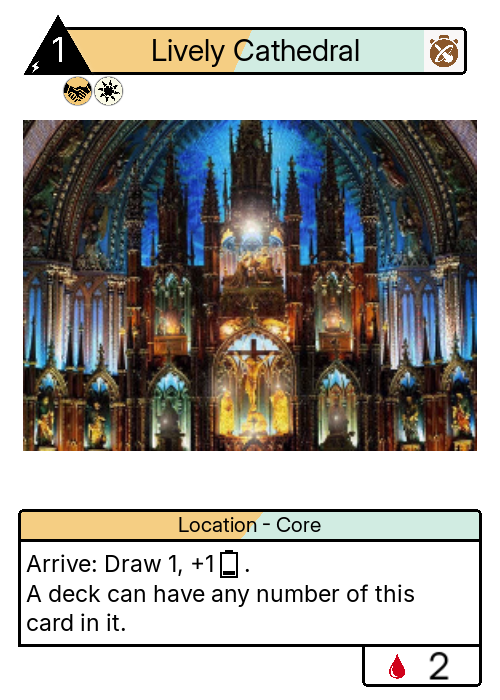 1
Lively Cathedral
Location - Core
Arrive: Draw 1, +1 .
A deck can have any number of this
card in it.
2